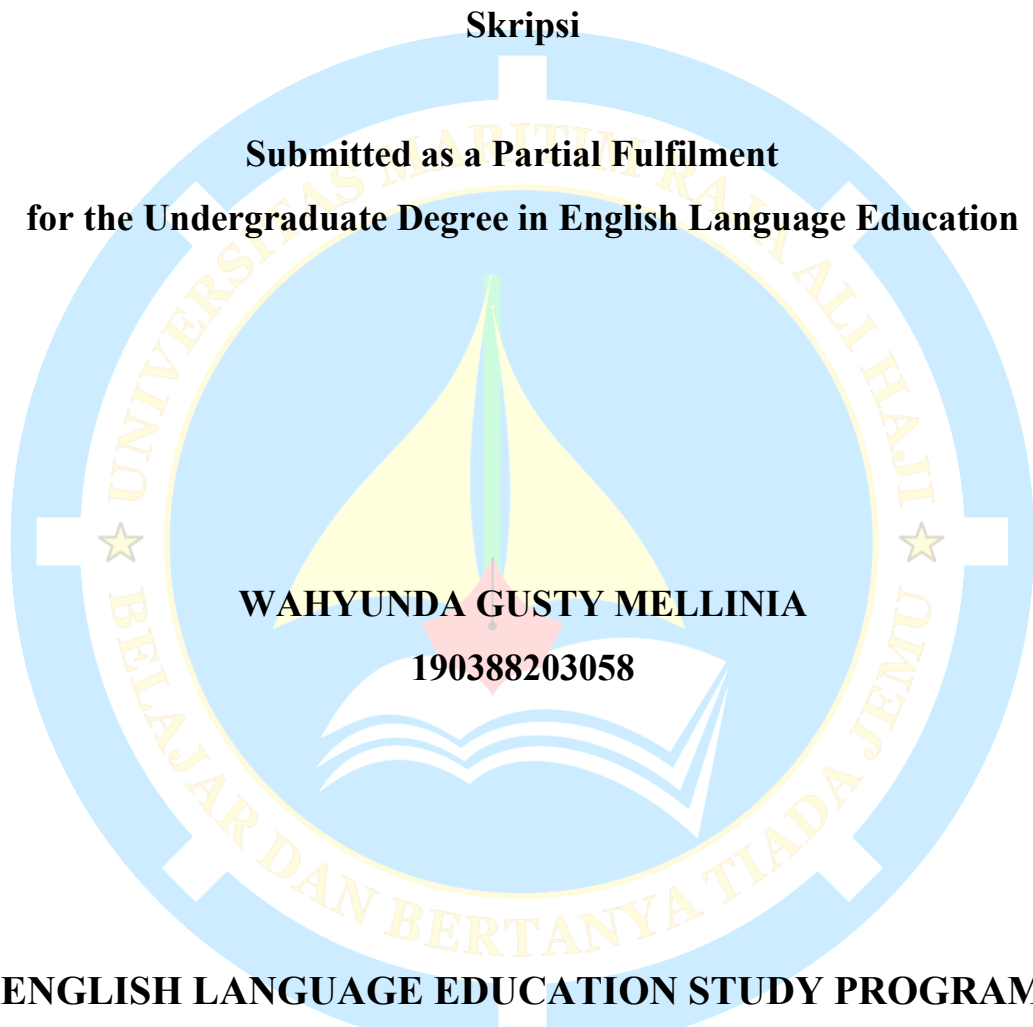 Skripsi
Submitted as a Partial Fulfilment
for the Undergraduate Degree in English Language Education
UNIVERSITAS MARITIM RAJA ALI HAJI
WAHYUNDA GUSTY MELLINIA
190388203058
BELAJAR DAN BERTANYA TIADA JEMU
ENGLISH LANGUAGE EDUCATION STUDY PROGRAM